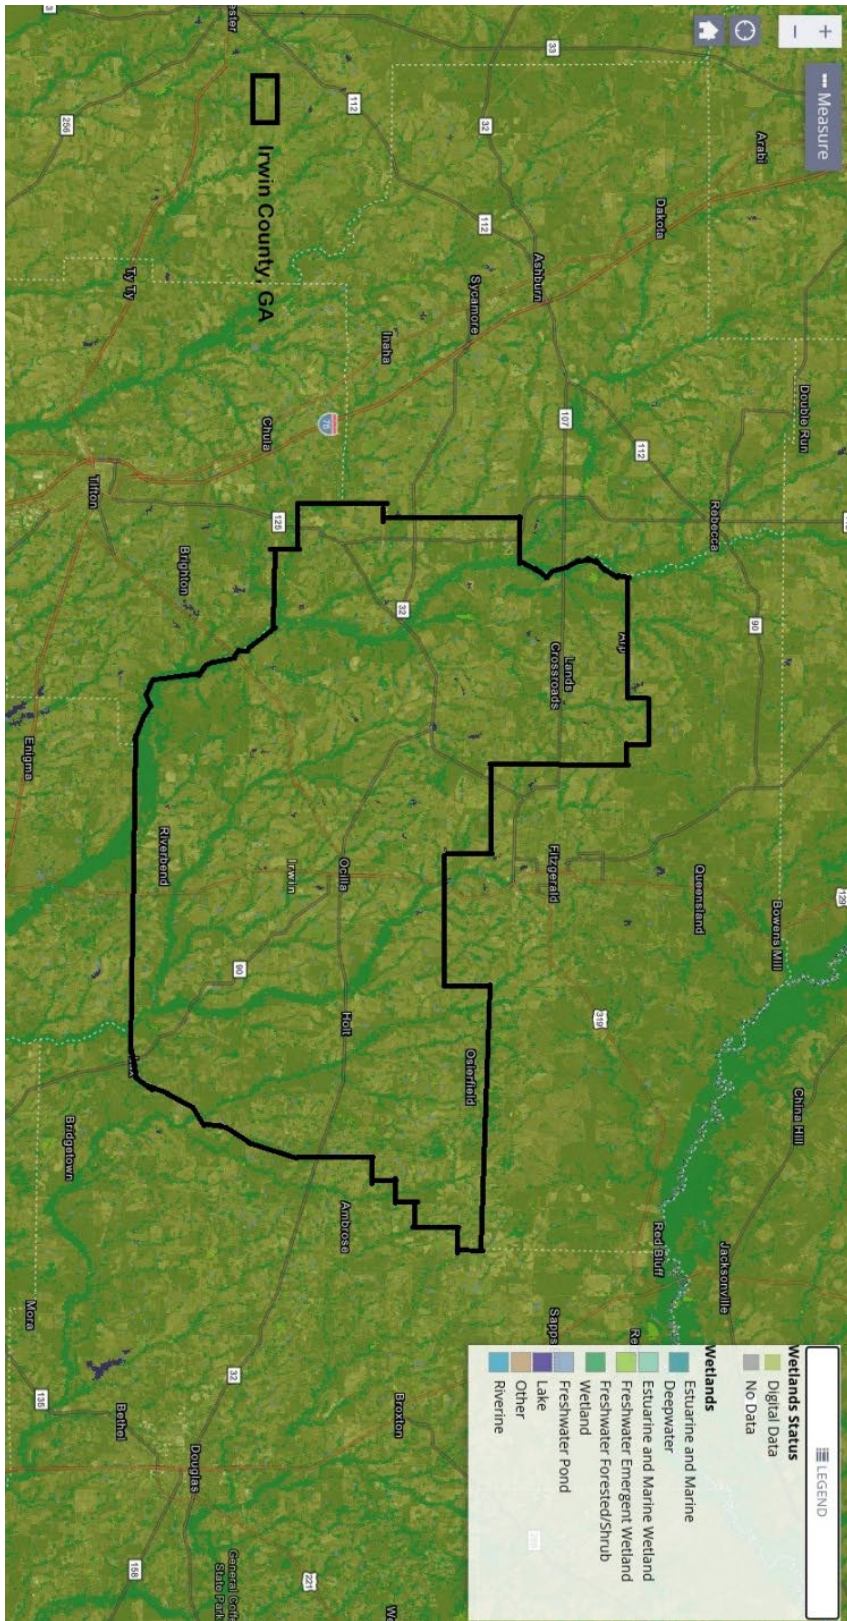 +
−
••• Measure
LEGEND
Wetlands Status
Digital Data
No Data
Wetlands
Estuarine and Marine
Deepwater
Estuarine and Marine Wetland
Freshwater Emergent Wetland
Freshwater Forested/Shrub
Wetland
Freshwater Pond
Lake
Other
Riverine
129
Double Run
China Hill
Arabi
Bowens Mill
90
Jacksonville
Rebecca
Queensland
Dakota
Red Bluff
112
319
Lands
Crossroads
107
33
Ashburn
Fitzgerald
Sapps
32
112
Sycamore
Osierfield
32
Broxton
Inaha
112
Ocilla
Holt
Ambrose
75
221
Irwin
125
Chula
Irwin County, GA
90
32
General Coff
State Park
Brighton
Riverbend
Douglas
158
Ty Ty
Bethel
Tifton
256
Bridgetown
135
Enigma
Mora